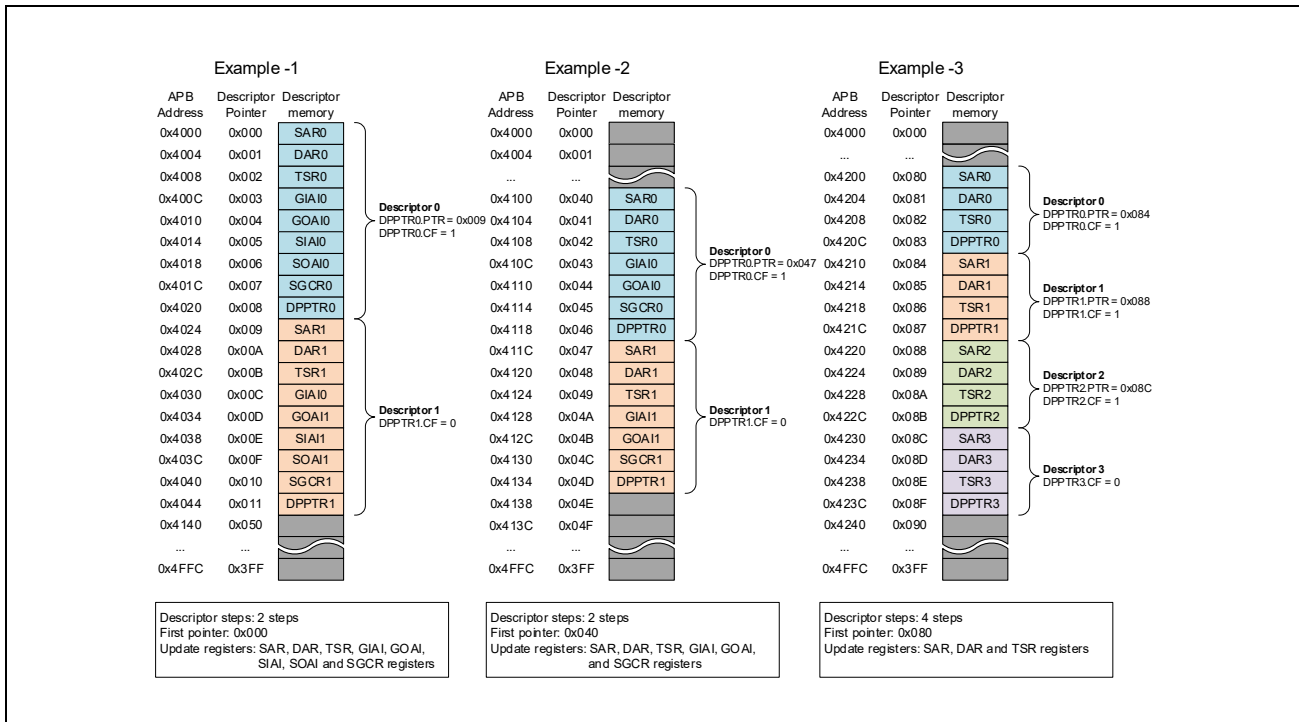 Example -1
APB Address Descriptor Pointer Descriptor memory
0x4000 0x000 SAR0
0x4004 0x001 DAR0
0x4008 0x002 TSR0
0x400C 0x003 GIAI0
0x4010 0x004 GOAI0
0x4014 0x005 SIAI0
0x4018 0x006 SOAI0
0x401C 0x007 SGCR0
0x4020 0x008 DPPTR0
0x4024 0x009 SAR1
0x4028 0x00A DAR1
0x402C 0x00B TSR1
0x4030 0x00C GIAI0
0x4034 0x00D GOAI1
0x4038 0x00E SIAI1
0x403C 0x00F SOAI1
0x4040 0x010 SGCR1
0x4044 0x011 DPPTR1
0x4140 0x050
... ...
0x4FFC 0x3FF
Descriptor 0
DPPTR0.PTR = 0x009
DPPTR0.CF = 1
Descriptor 1
DPPTR1.CF = 0
Descriptor steps: 2 steps
First pointer: 0x000
Update registers: SAR, DAR, TSR, GIAI, GOAI,
SIAI, SOAI and SGCR registers
Example -2
APB Address Descriptor Pointer Descriptor memory
0x4000 0x000
0x4004 0x001
... ...
0x4100 0x040 SAR0
0x4104 0x041 DAR0
0x4108 0x042 TSR0
0x410C 0x043 GIAI0
0x4110 0x044 GOAI0
0x4114 0x045 SGCR0
0x4118 0x046 DPPTR0
0x411C 0x047 SAR1
0x4120 0x048 DAR1
0x4124 0x049 TSR1
0x4128 0x04A GIAI1
0x412C 0x04B GOAI1
0x4130 0x04C SGCR1
0x4134 0x04D DPPTR1
0x4138 0x04E
0x413C 0x04F
... ...
0x4FFC 0x3FF
Descriptor 0
DPPTR0.PTR = 0x047
DPPTR0.CF = 1
Descriptor 1
DPPTR1.CF = 0
Descriptor steps: 2 steps
First pointer: 0x040
Update registers: SAR, DAR, TSR, GIAI, GOAI,
and SGCR registers
Example -3
APB Address Descriptor Pointer Descriptor memory
0x4000 0x000
... ...
0x4200 0x080 SAR0
0x4204 0x081 DAR0
0x4208 0x082 TSR0
0x420C 0x083 DPPTR0
0x4210 0x084 SAR1
0x4214 0x085 DAR1
0x4218 0x086 TSR1
0x421C 0x087 DPPTR1
0x4220 0x088 SAR2
0x4224 0x089 DAR2
0x4228 0x08A TSR2
0x422C 0x08B DPPTR2
0x4230 0x08C SAR3
0x4234 0x08D DAR3
0x4238 0x08E TSR3
0x423C 0x08F DPPTR3
0x4240 0x090
... ...
0x4FFC 0x3FF
Descriptor 0
DPPTR0.PTR = 0x084
DPPTR0.CF = 1
Descriptor 1
DPPTR1.PTR = 0x088
DPPTR1.CF = 1
Descriptor 2
DPPTR2.PTR = 0x08C
DPPTR2.CF = 1
Descriptor 3
DPPTR3.CF = 0
Descriptor steps: 4 steps
First pointer: 0x080
Update registers: SAR, DAR and TSR registers